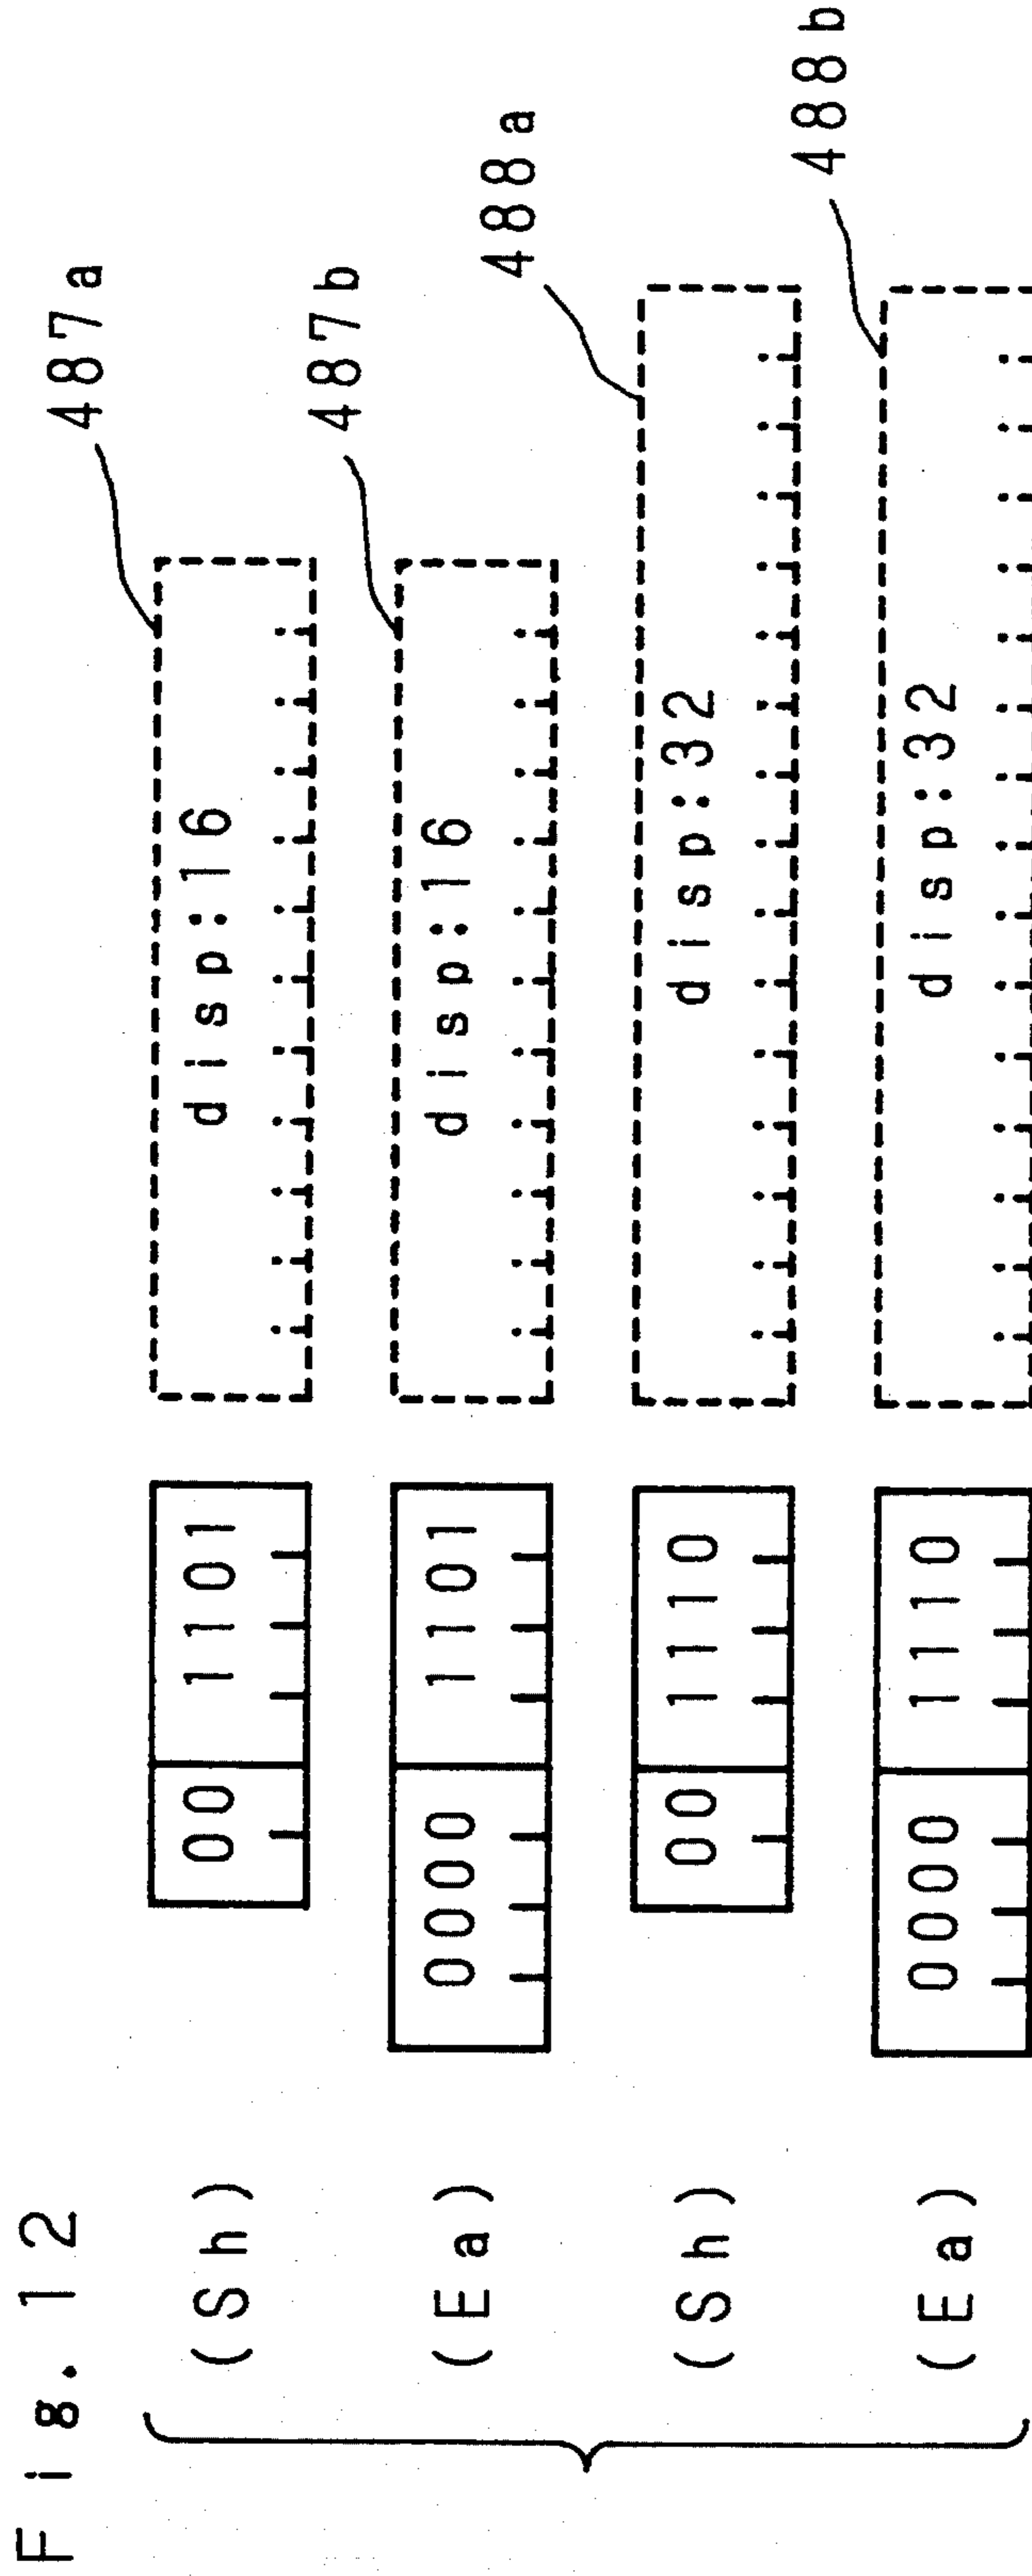 Fig. 12
(Sh) 00 1101 disp:16 487a
(Ea) 0000 1101 disp:16 487b
(Sh) 00 1110 disp:32 488a
(Ea) 0000 1110 disp:32 488b